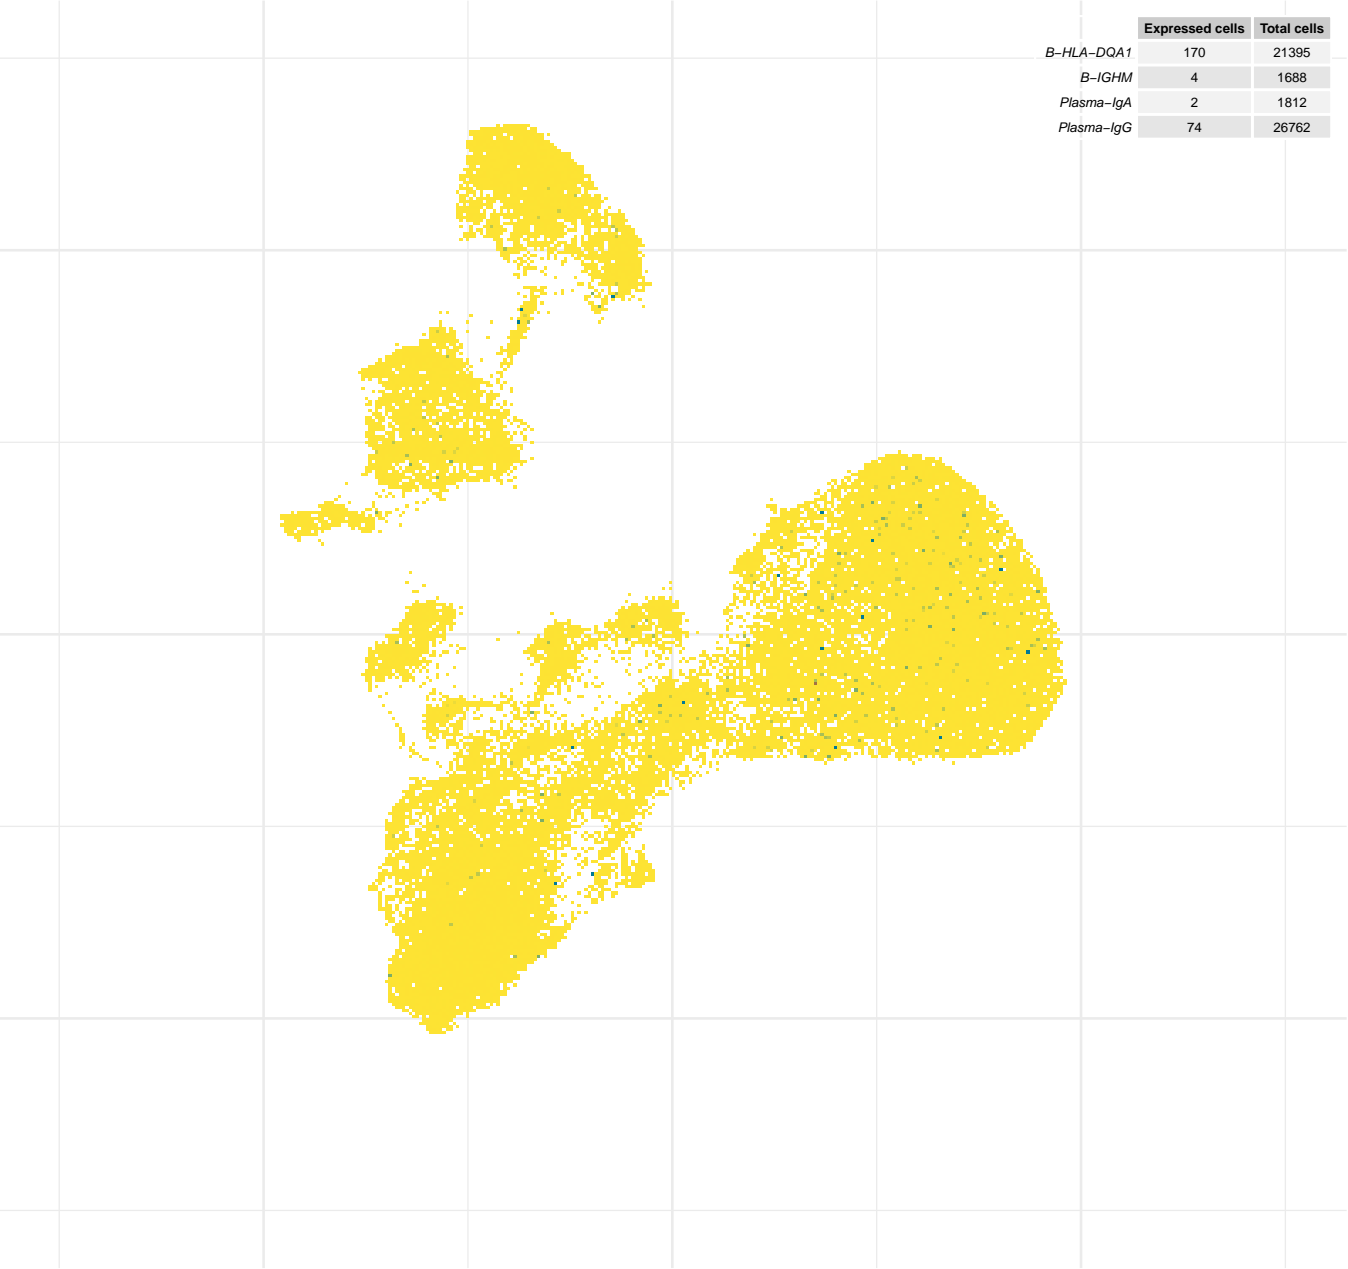 Expressed cells Total cells
B−HLA−DQA1 170 21395
B−IGHM 4 1688
Plasma−IgA 2 1812
Plasma−IgG 74 26762